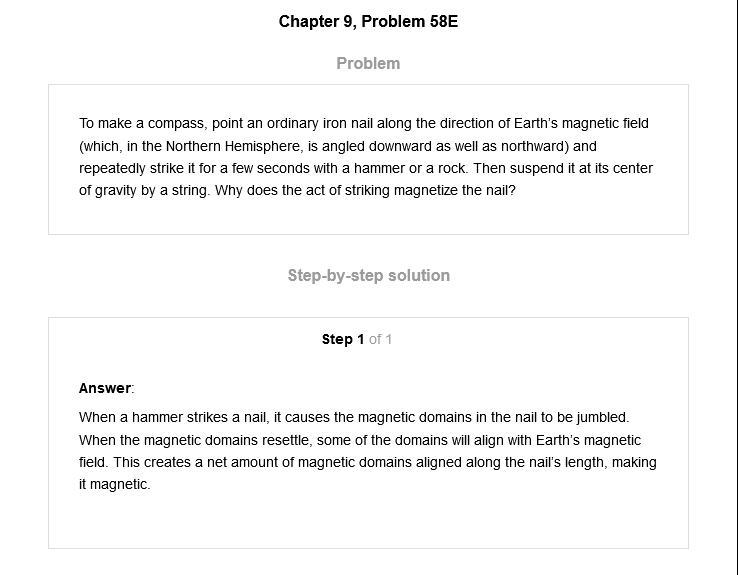 Chapter 9, Problem 58E
Problem
To make a compass, point an ordinary iron nail along the direction of Earth's magnetic field
(which, in the Northern Hemisphere, is angled downward as well as northward) and
repeatedly strike it for a few seconds with a hammer or a rock. Then suspend it at its center
of gravity by a string. Why does the act of striking magnetize the nail?
Step-by-step solution
Step 1 of 1
Answer:
When a hammer strikes a nail, it causes the magnetic domains in the nail to be jumbled.
When the magnetic domains resettle, some of the domains will align with Earth's magnetic
field. This creates a net amount of magnetic domains aligned along the nail's length, making
it magnetic.